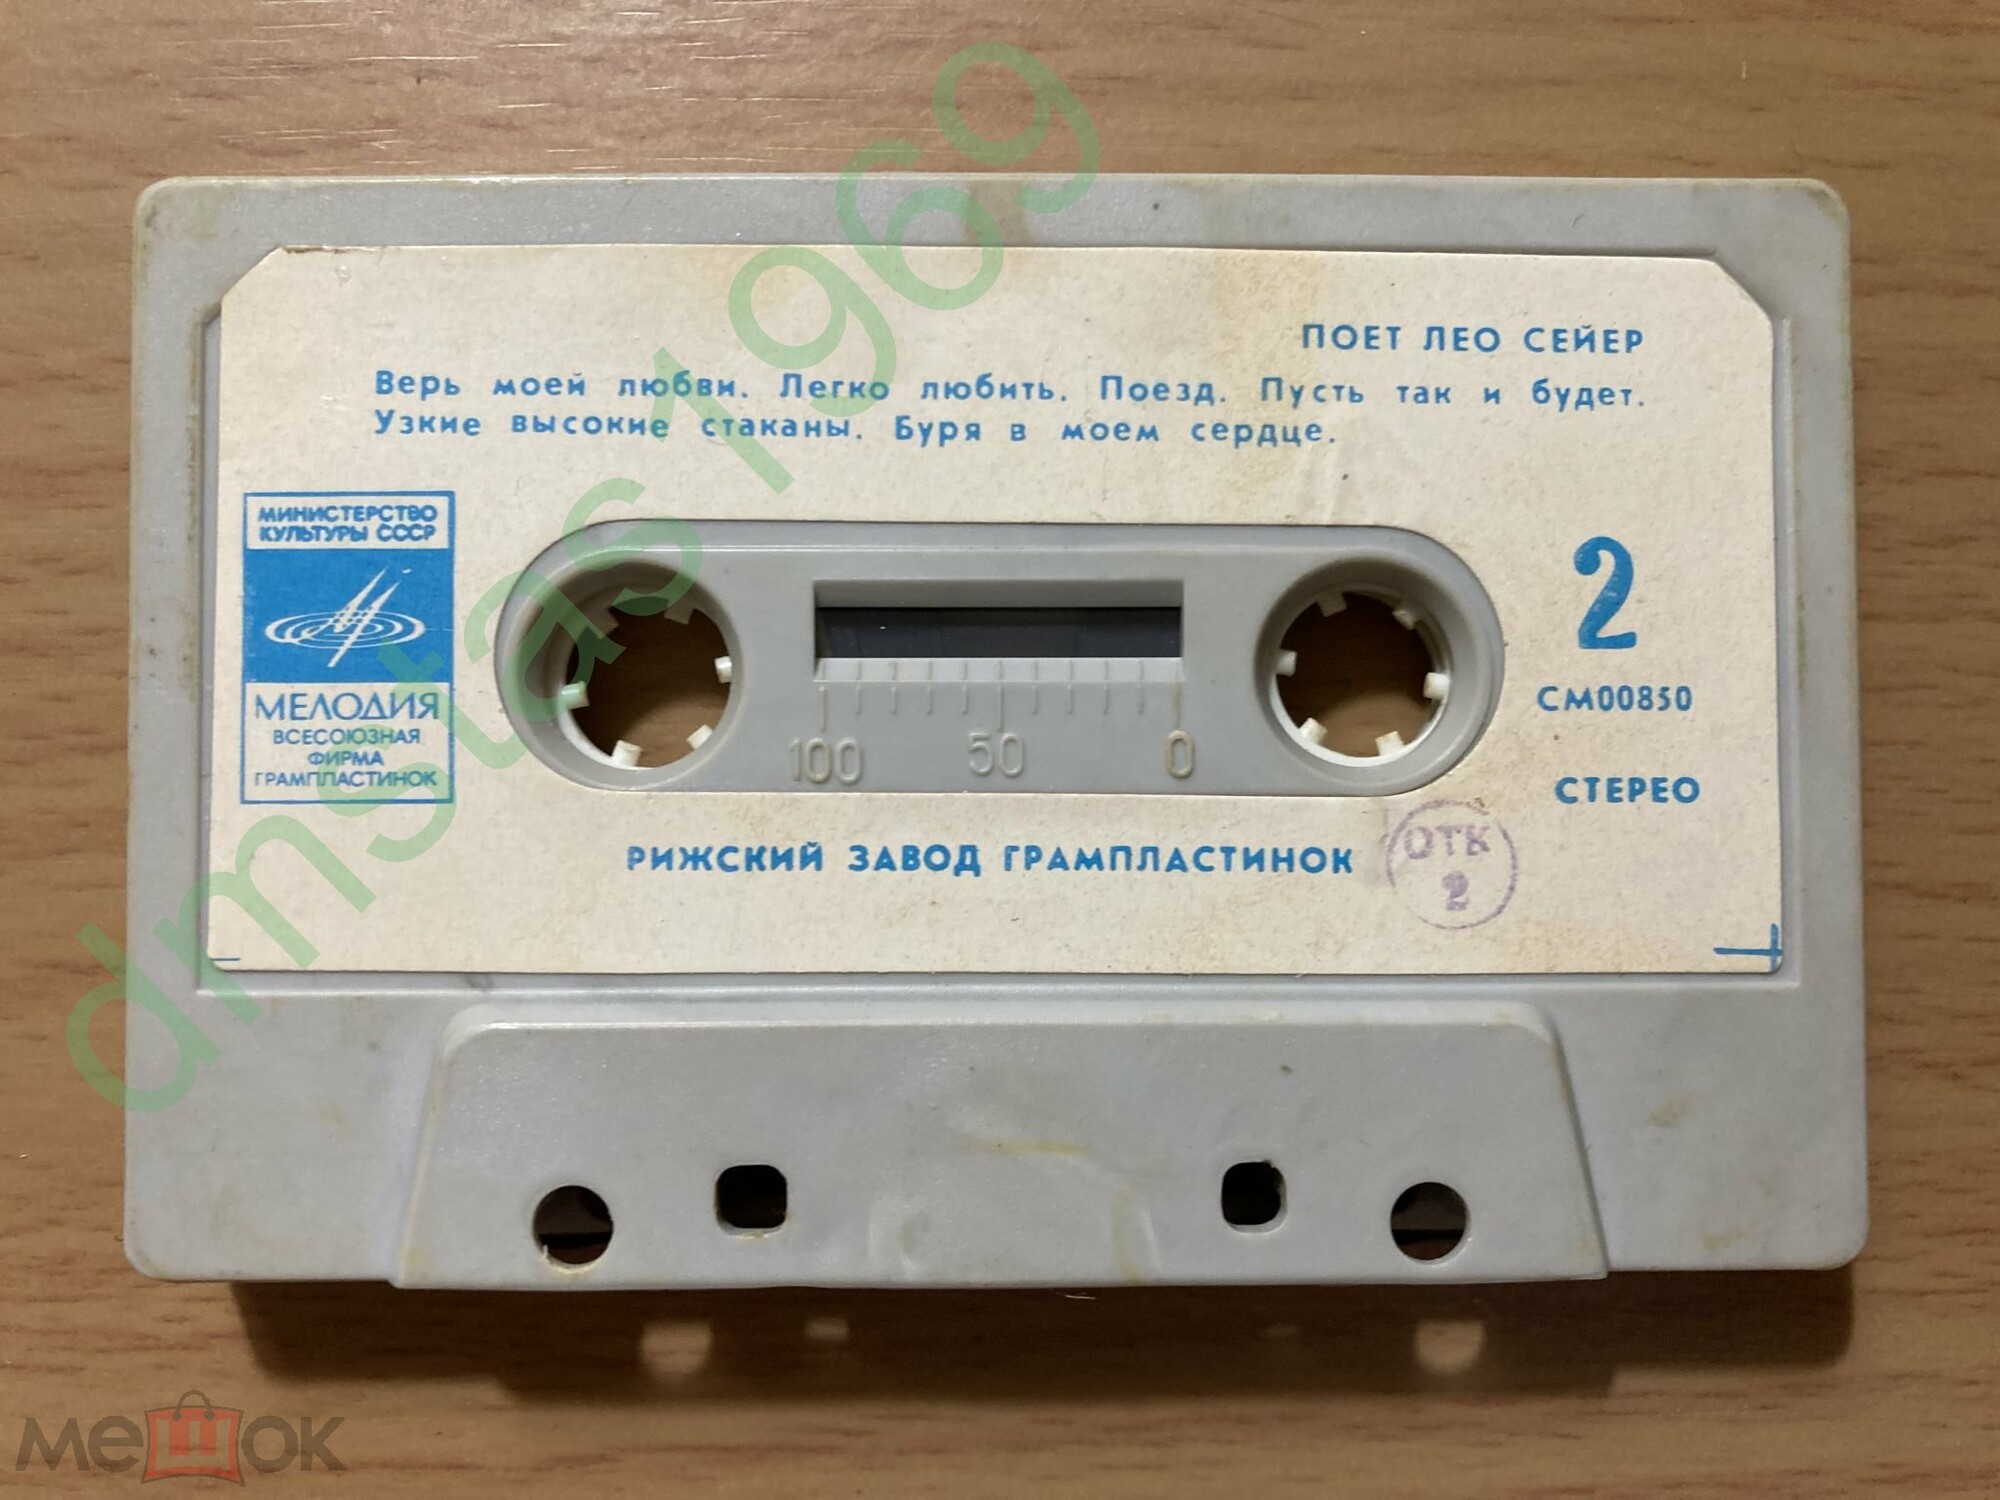 ПОЕТ ЛЕО СЕЙЕР
Верь моей любви. Легко любить. Поезд. Пусть так и будет.
Узкие высокие стаканы. Буря в моем сердце.
МИНИСТЕРСТВО
КУЛЬТУРЫ СССР
МЕЛОДИЯ
ВСЕСОЮЗНАЯ
ФИРМА
ГРАМПЛАСТИНОК
2
СМ00850
СТЕРЕО
100 50 0
РИЖСКИЙ ЗАВОД ГРАМПЛАСТИНОК
ОТК
2
dmstas1969
мешок